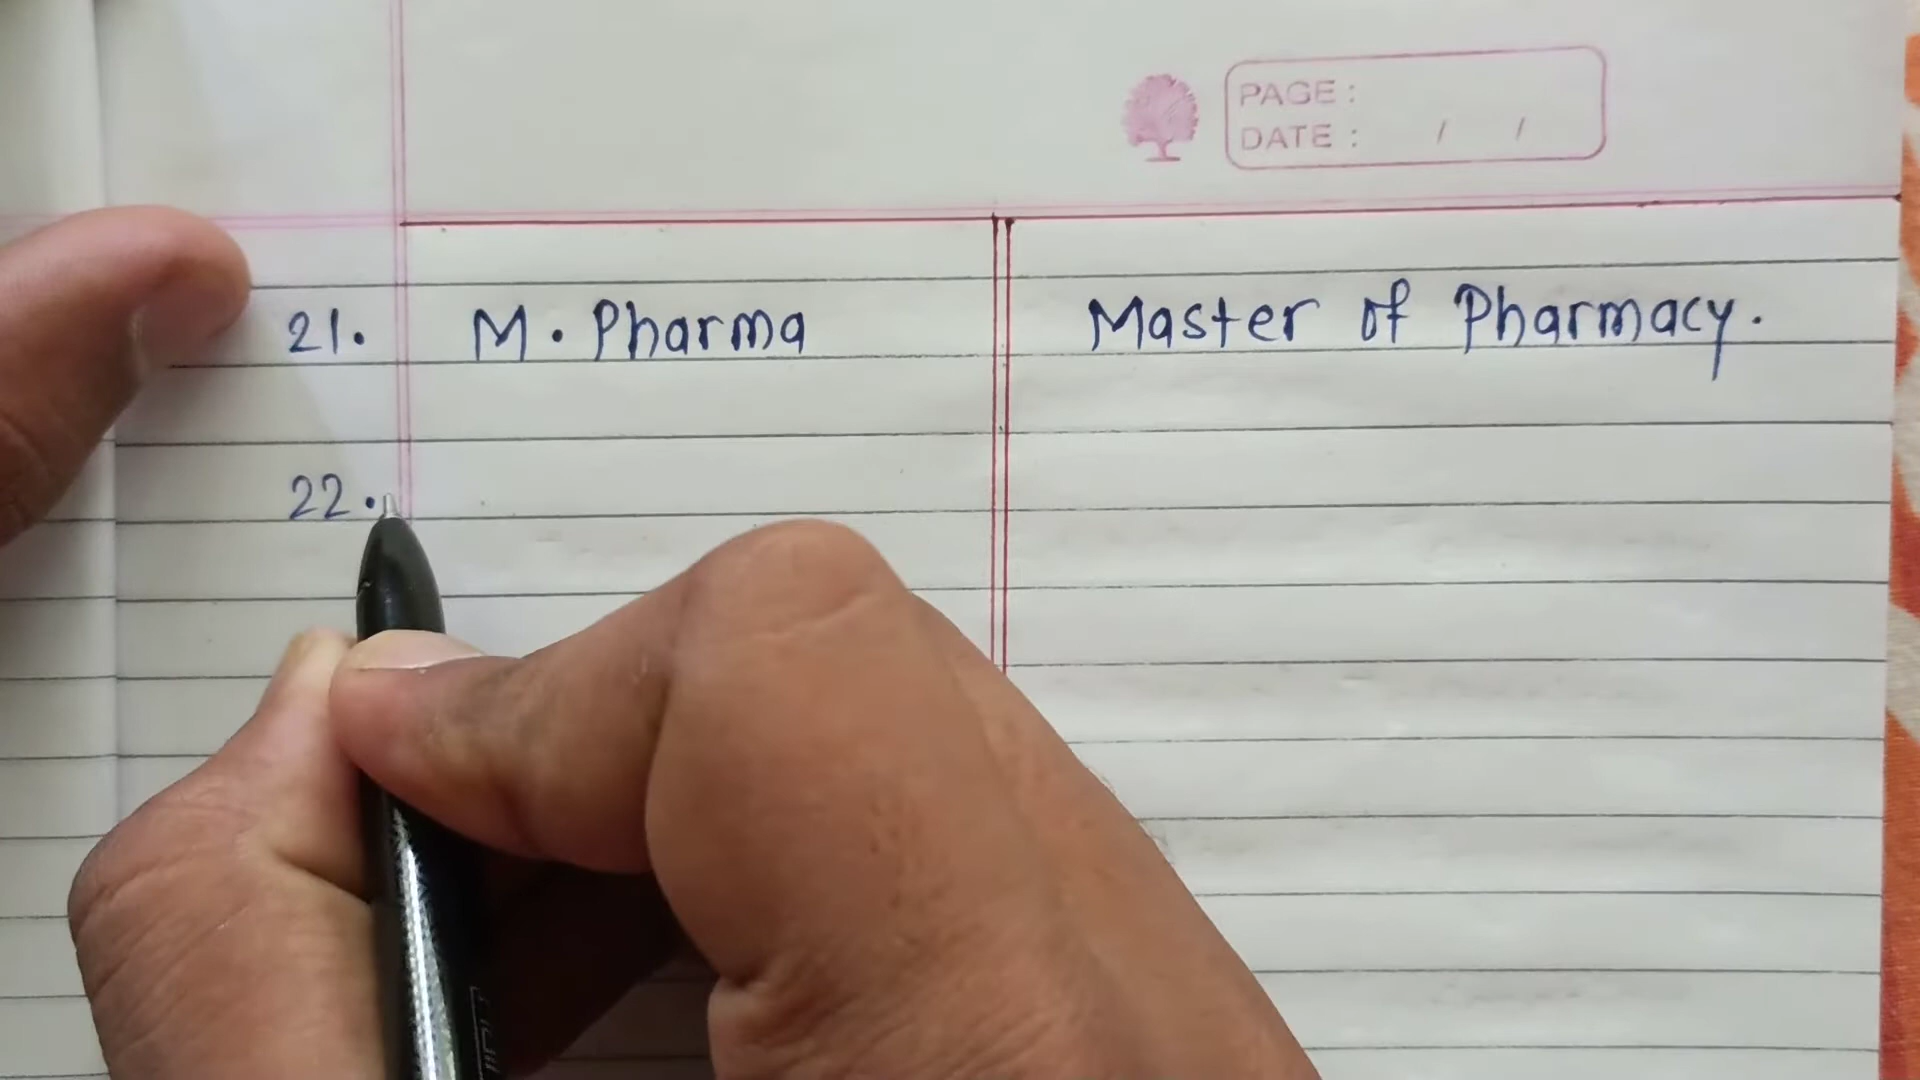 PAGE :
DATE : / /
21. M. Pharma Master of Pharmacy.
22.